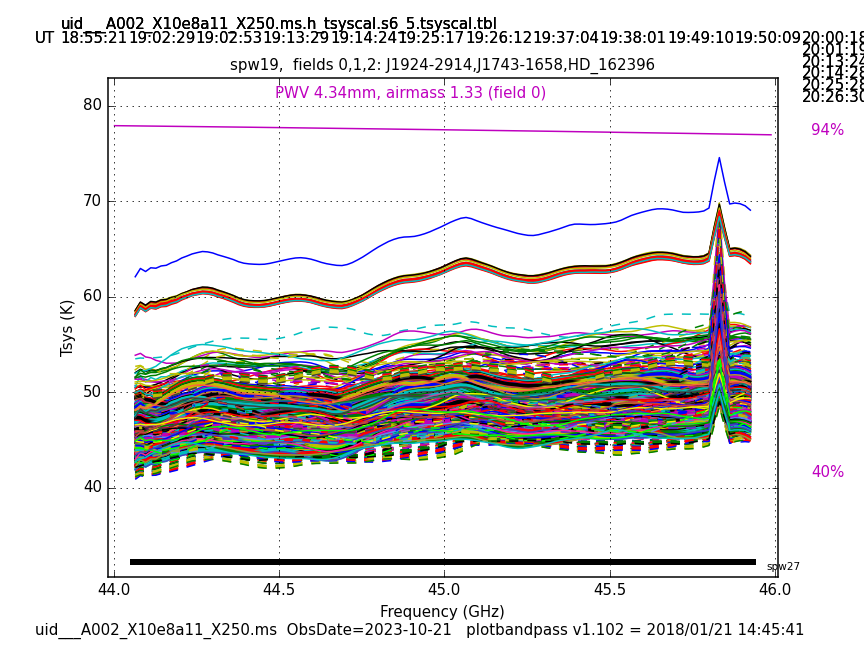 uid___A002_X10e8a11_X250.ms.h_tsyscal.s6_5.tsyscal.tbl
UT 18:55:21 19:02:29 19:02:53 19:13:29 19:14:24 19:25:17 19:26:12 19:37:04 19:38:01 19:49:10 19:50:09 20:00:18
20:01:19
20:13:24
20:14:28
20:25:28
20:26:30
spw19, fields 0,1,2: J1924-2914,J1743-1658,HD_162396
PWV 4.34mm, airmass 1.33 (field 0)
94%
40%
80
70
60
50
40
Tsys (K)
spw27
44.0 44.5 45.0 45.5 46.0
Frequency (GHz)
uid___A002_X10e8a11_X250.ms ObsDate=2023-10-21 plotbandpass v1.102 = 2018/01/21 14:45:41